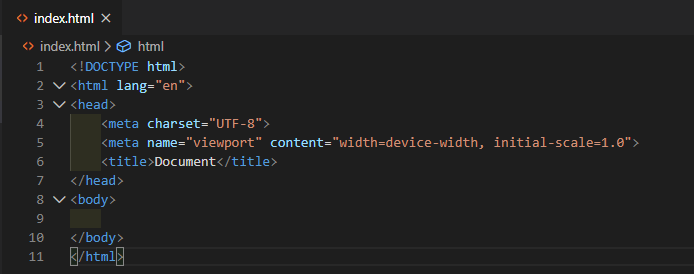 index.html
index.html > html
1 <!DOCTYPE html>
2 <html lang="en">
3 <head>
4     <meta charset="UTF-8">
5     <meta name="viewport" content="width=device-width, initial-scale=1.0">
6     <title>Document</title>
7 </head>
8 <body>
9
10 </body>
11 </html>